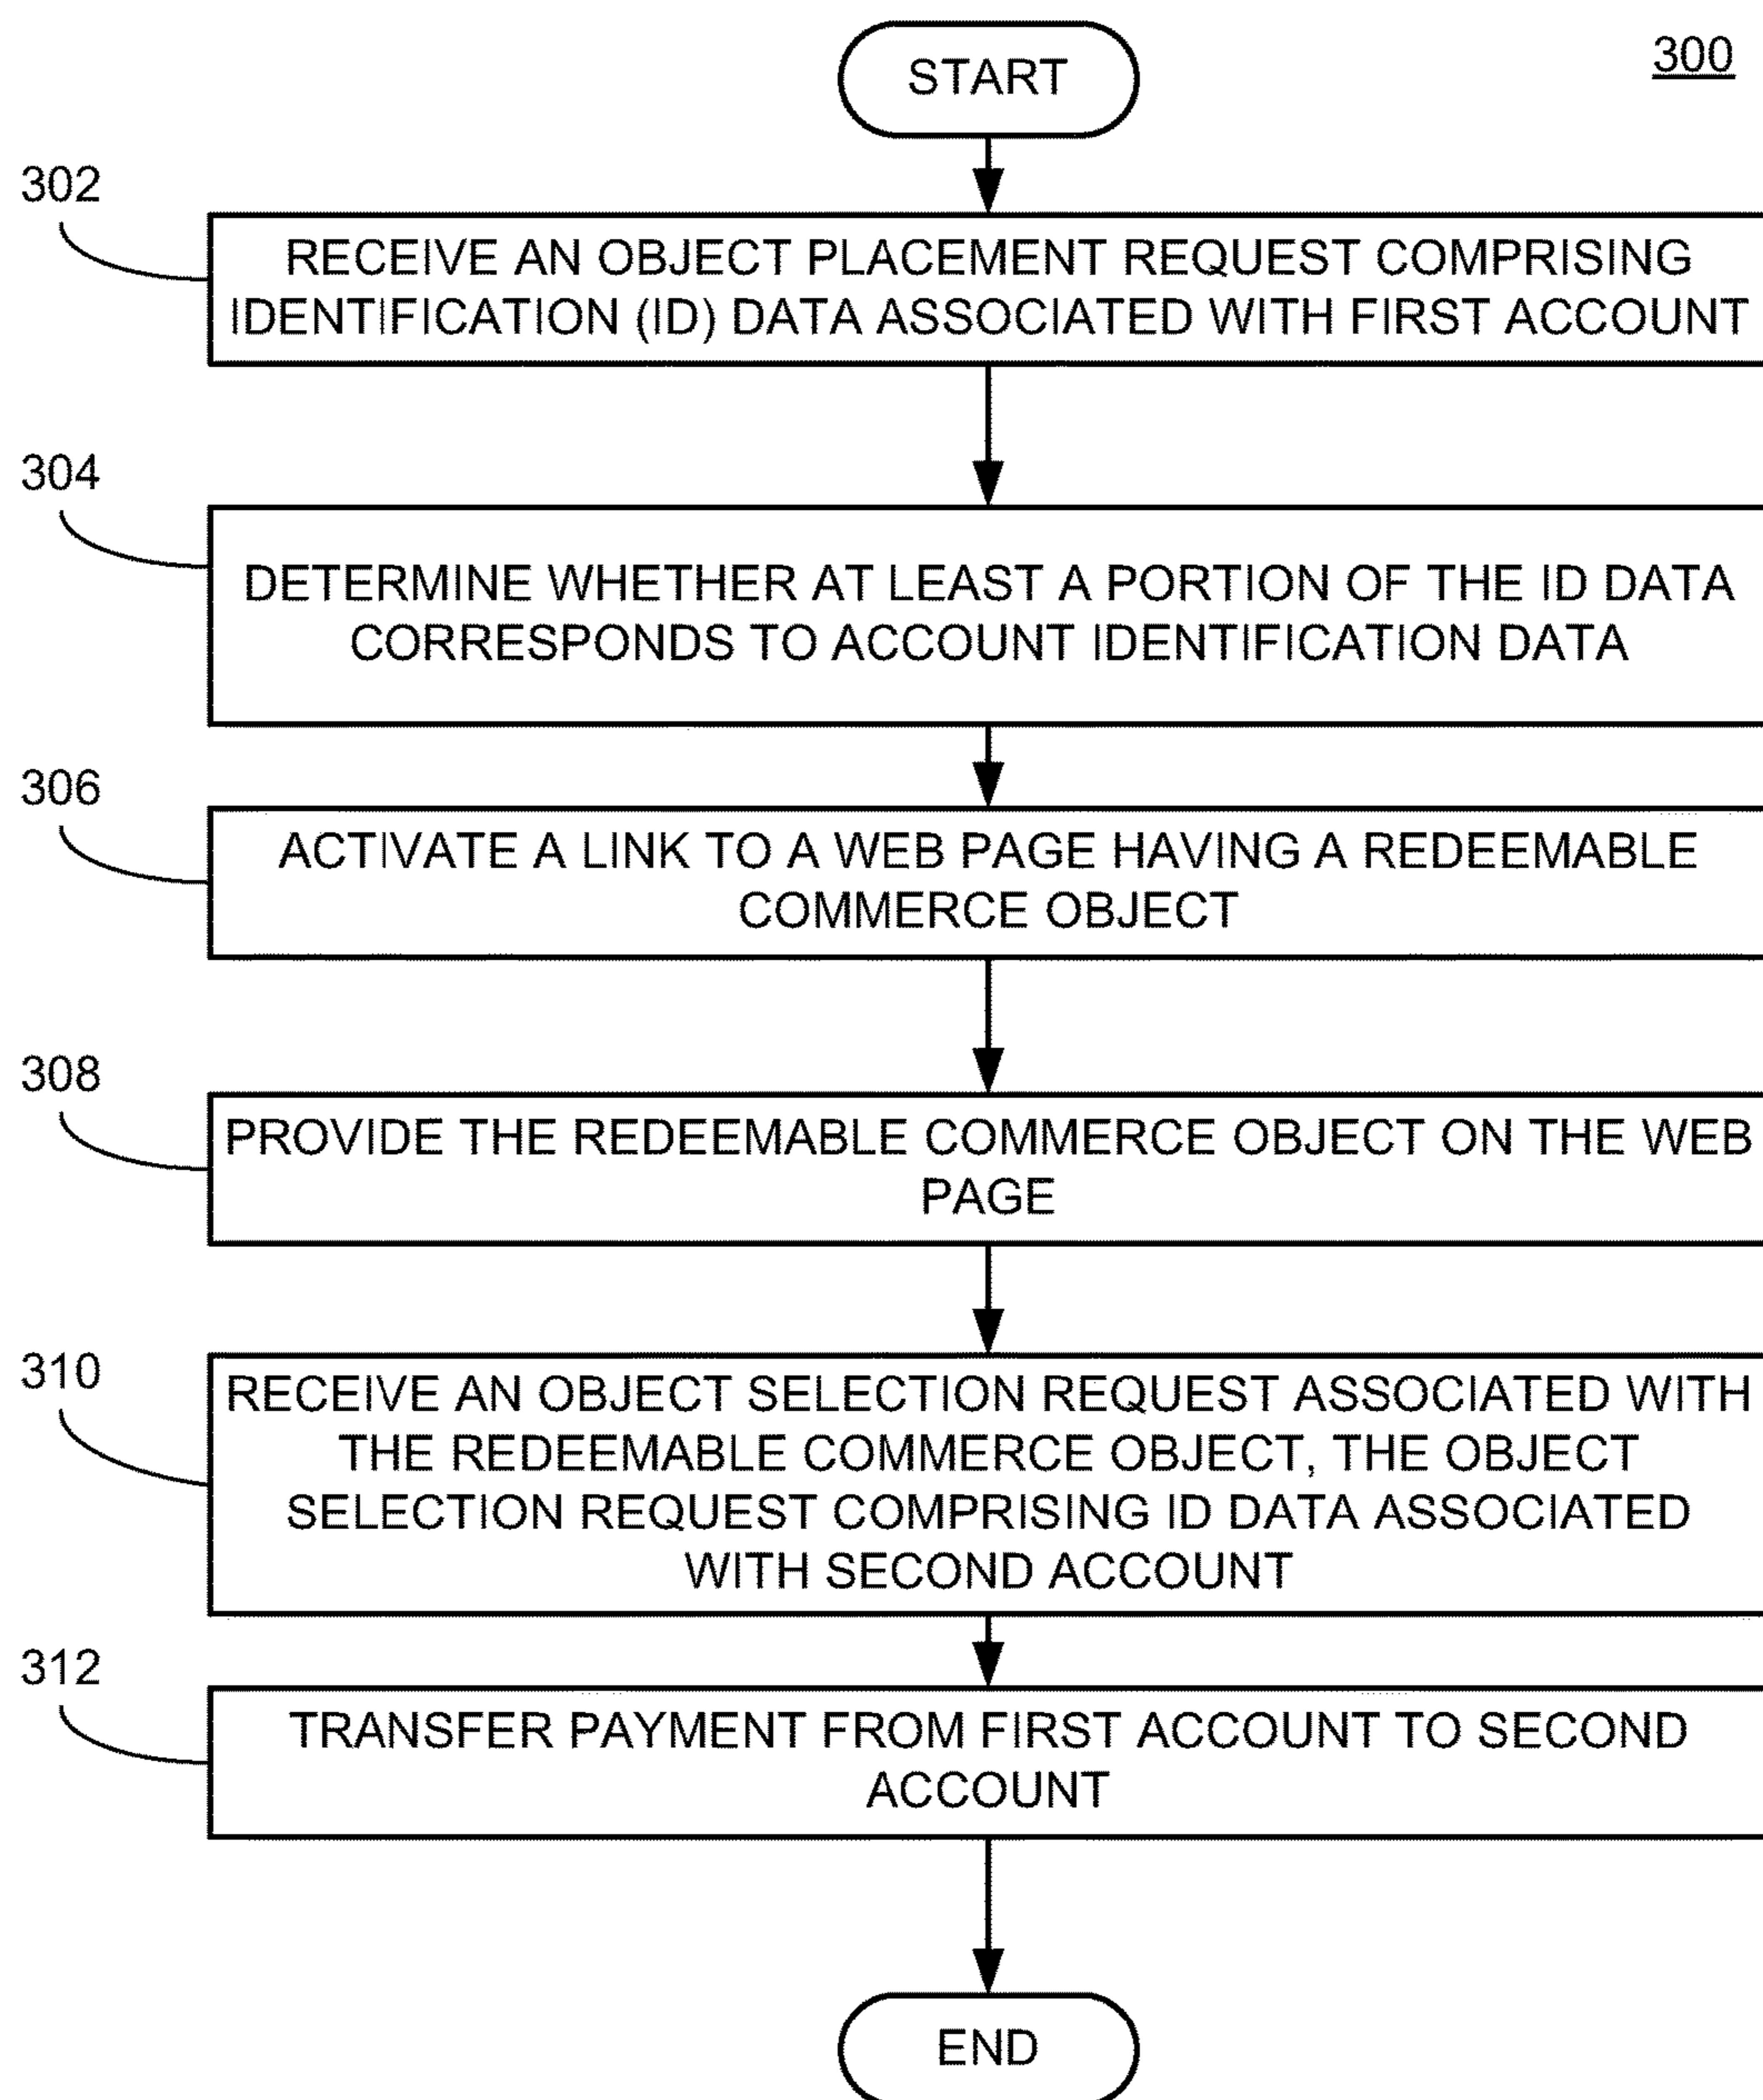 START
300
302
RECEIVE AN OBJECT PLACEMENT REQUEST COMPRISING
IDENTIFICATION (ID) DATA ASSOCIATED WITH FIRST ACCOUNT
304
DETERMINE WHETHER AT LEAST A PORTION OF THE ID DATA
CORRESPONDS TO ACCOUNT IDENTIFICATION DATA
306
ACTIVATE A LINK TO A WEB PAGE HAVING A REDEEMABLE
COMMERCE OBJECT
308
PROVIDE THE REDEEMABLE COMMERCE OBJECT ON THE WEB
PAGE
310
RECEIVE AN OBJECT SELECTION REQUEST ASSOCIATED WITH
THE REDEEMABLE COMMERCE OBJECT, THE OBJECT
SELECTION REQUEST COMPRISING ID DATA ASSOCIATED
WITH SECOND ACCOUNT
312
TRANSFER PAYMENT FROM FIRST ACCOUNT TO SECOND
ACCOUNT
END